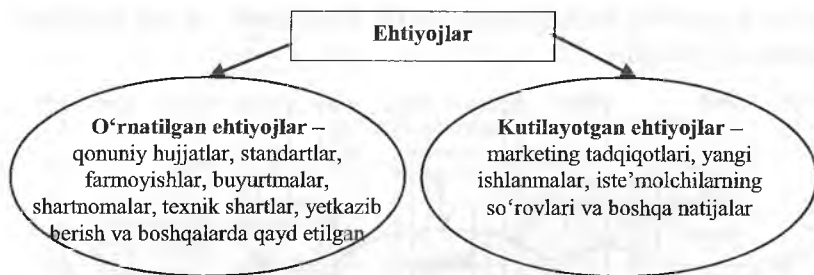 Ehtiyojlar
O‘rnatilgan ehtiyojlar –
qonuniy hujjatlar, standartlar,
farmoyishlar, buyurtmalar,
shartnomalar, texnik shartlar, yetkazib
berish va boshqalarda qayd etilgan
Kutilayotgan ehtiyojlar –
marketing tadqiqotlari, yangi
ishlanmalar, iste’molchilarning
so‘rovlari va boshqa natijalar